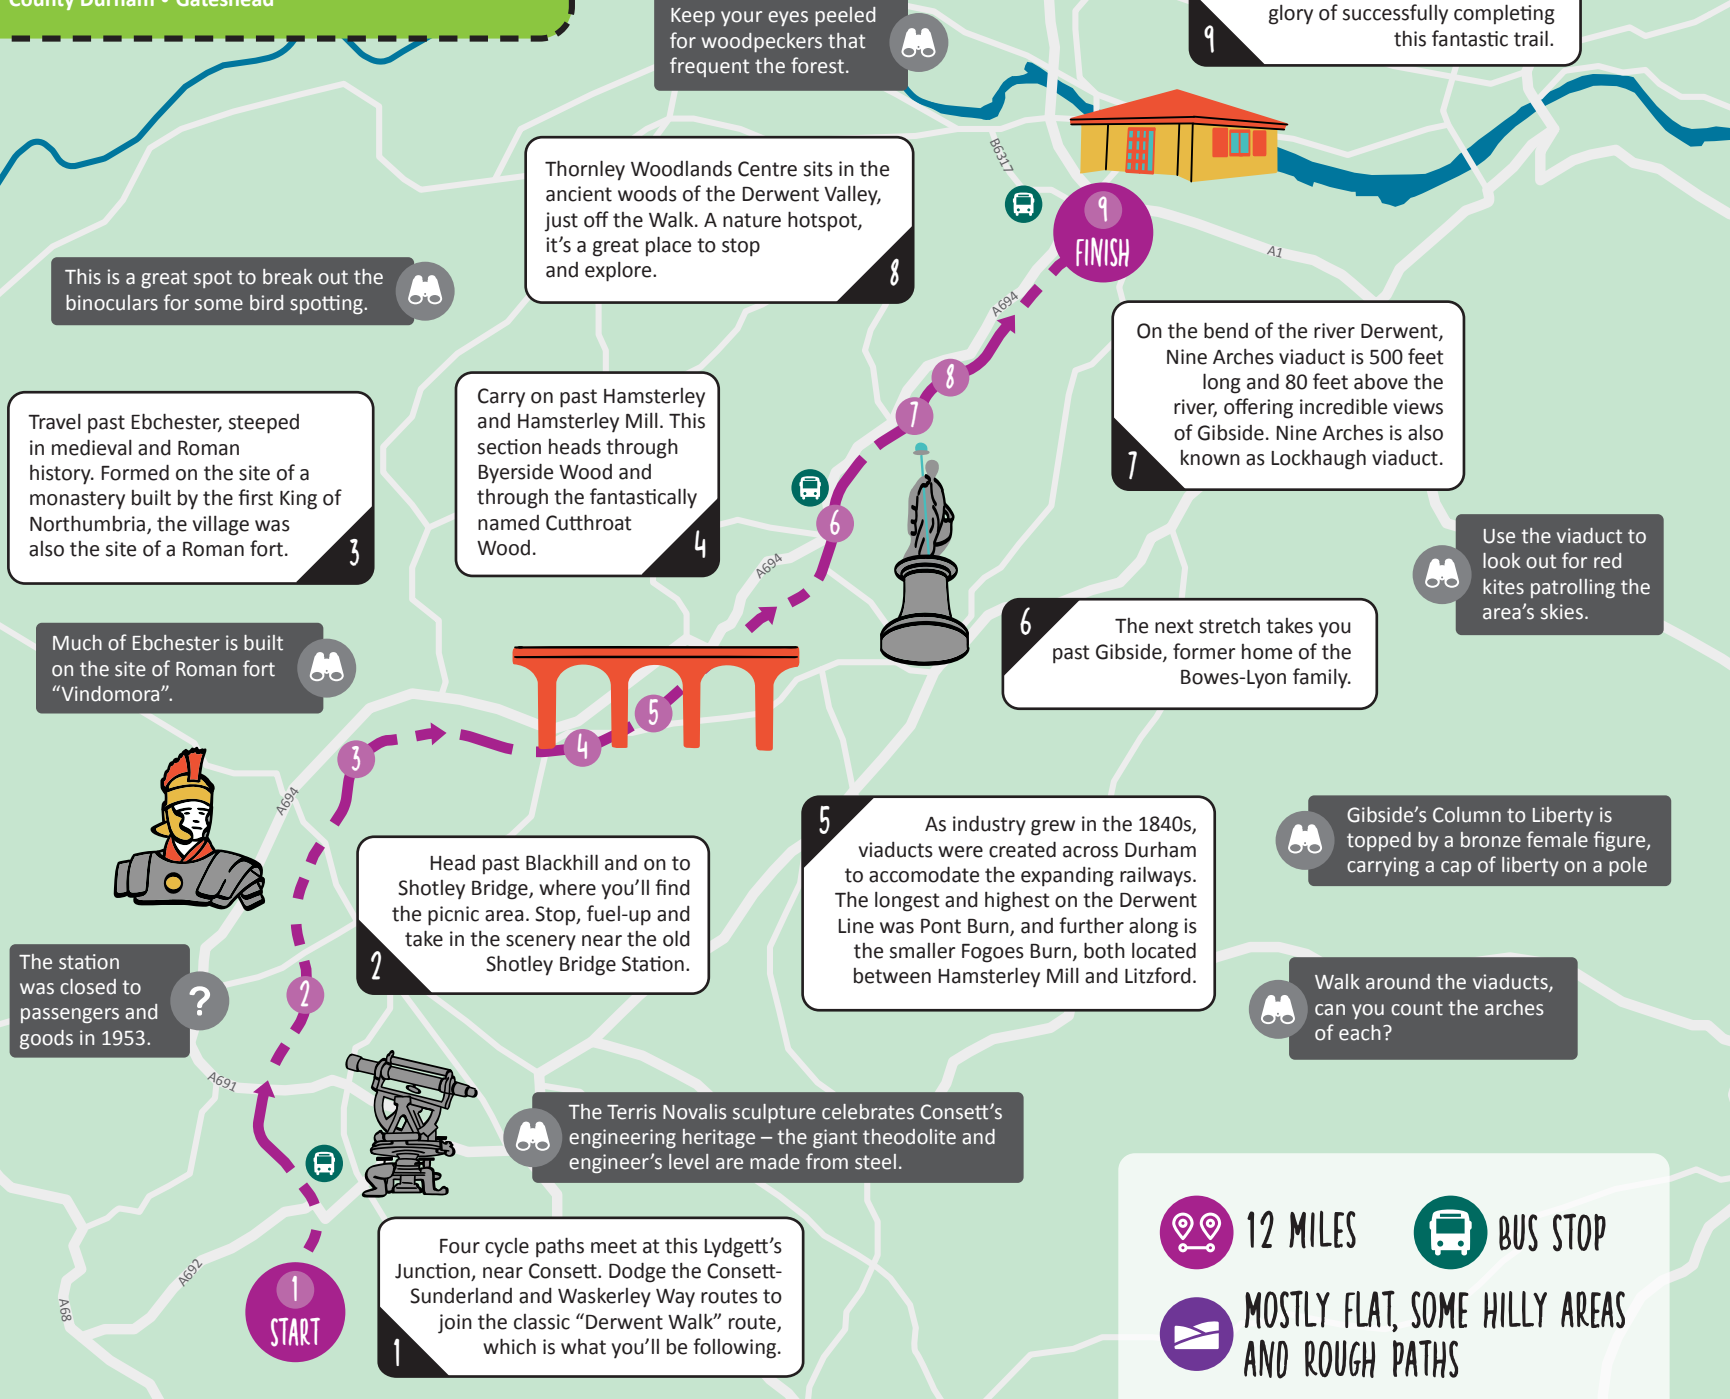 County Durham • Gateshead
Keep your eyes peeled
for woodpeckers that
frequent the forest.
glory of successfully completing
this fantastic trail.
9
Thornley Woodlands Centre sits in the
ancient woods of the Derwent Valley,
just off the Walk. A nature hotspot,
it's a great place to stop
and explore.
8
B6317
9
FINISH
A1
This is a great spot to break out the
binoculars for some bird spotting.
A694
On the bend of the river Derwent,
Nine Arches viaduct is 500 feet
long and 80 feet above the
river, offering incredible views
of Gibside. Nine Arches is also
known as Lockhaugh viaduct.
7
Travel past Ebchester, steeped
in medieval and Roman
history. Formed on the site of a
monastery built by the first King of
Northumbria, the village was
also the site of a Roman fort.
3
Carry on past Hamsterley
and Hamsterley Mill. This
section heads through
Byerside Wood and
through the fantastically
named Cutthroat
Wood.
4
8
7
6
A694
Use the viaduct to
look out for red
kites patrolling the
area's skies.
6
The next stretch takes you
past Gibside, former home of the
Bowes-Lyon family.
Much of Ebchester is built
on the site of Roman fort
“Vindomora”.
5
4
3
A694
5
As industry grew in the 1840s,
viaducts were created across Durham
to accomodate the expanding railways.
The longest and highest on the Derwent
Line was Pont Burn, and further along is
the smaller Fogoes Burn, both located
between Hamsterley Mill and Litzford.
Gibside's Column to Liberty is
topped by a bronze female figure,
carrying a cap of liberty on a pole
Head past Blackhill and on to
Shotley Bridge, where you'll find
the picnic area. Stop, fuel-up and
take in the scenery near the old
Shotley Bridge Station.
2
The station
was closed to
passengers and
goods in 1953.
?
2
Walk around the viaducts,
can you count the arches
of each?
A691
The Terris Novalis sculpture celebrates Consett's
engineering heritage – the giant theodolite and
engineer's level are made from steel.
Four cycle paths meet at this Lydgett's
Junction, near Consett. Dodge the Consett-
Sunderland and Waskerley Way routes to
join the classic “Derwent Walk” route,
which is what you'll be following.
1
A692
A68
1
START
12 MILES
BUS STOP
MOSTLY FLAT, SOME HILLY AREAS
AND ROUGH PATHS